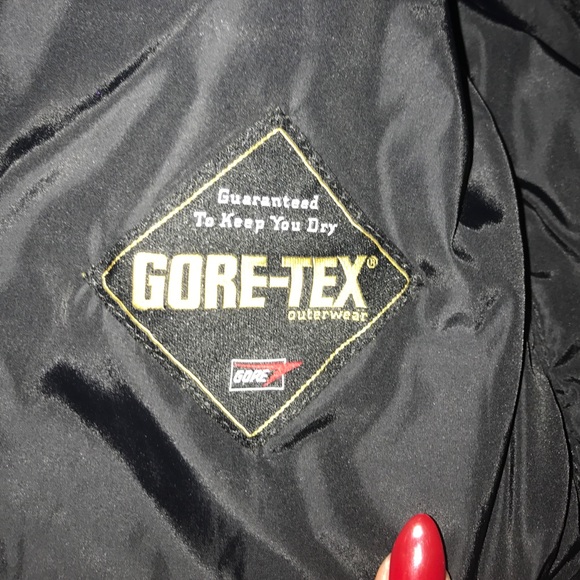 Guaranteed
To Keep You Dry
GORE-TEX®
outerwear
GORE